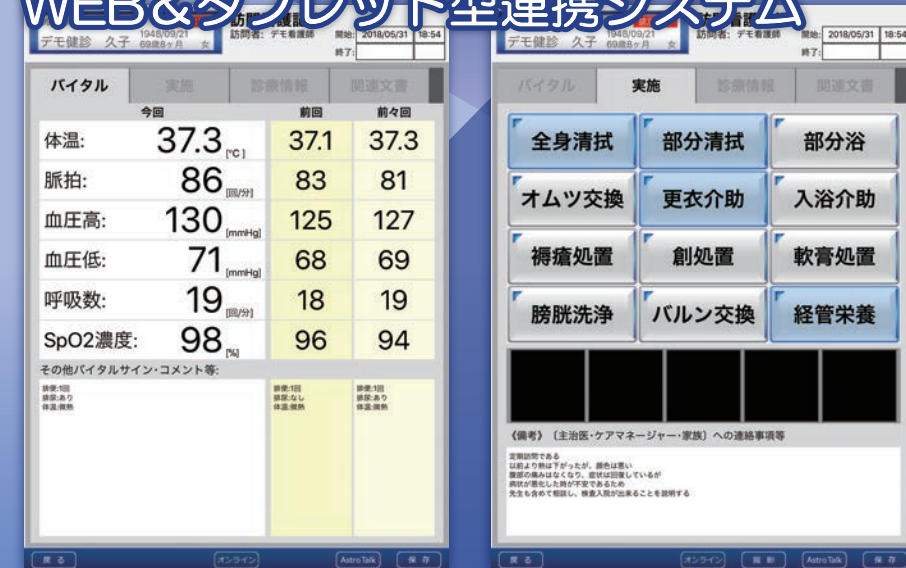 WEB&タブレット型連携システム
デモ健診 久子 1948/09/21 69歳8ヶ月 女
訪問者: デモ看護師
開始: 2018/05/31 18:54
終了:
バイタル 実施 診療情報 関連文書
今回 前回 前々回
体温: 37.3 [℃] 37.1 37.3
脈拍: 86 [回/分] 83 81
血圧高: 130 [mmHg] 125 127
血圧低: 71 [mmHg] 68 69
呼吸数: 19 [回/分] 18 19
SpO2濃度: 98 [%] 96 94
その他バイタルサイン・コメント等:
排便:1回 排便:1回 排便:1回
排尿:あり 排尿:なし 排尿:あり
体温:微熱 体温:微熱 体温:微熱
戻る オンライン AstroTalk 保存
デモ健診 久子 1948/09/21 69歳8ヶ月 女
訪問者: デモ看護師
開始: 2018/05/31 18:54
終了:
バイタル 実施 診療情報 関連文書
全身清拭 部分清拭 部分浴
オムツ交換 更衣介助 入浴介助
褥瘡処置 創処置 軟膏処置
膀胱洗浄 バルン交換 経管栄養
《備考》〔主治医・ケアマネージャー・家族〕への連絡事項等
定期訪問である
以前より熱は下がったが、顔色は悪い
腹部の痛みはなくなり、症状は回復しているが
病状が悪化した時が不安であるため
先生も含めて相談し、検査入院が出来ることを説明する
戻る オンライン AstroTalk 保存